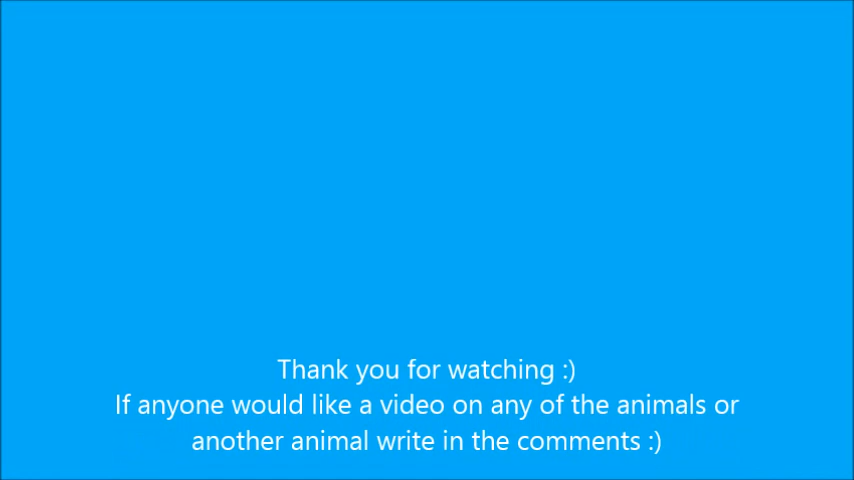 Thank you for watching :)
If anyone would like a video on any of the animals or
another animal write in the comments :)